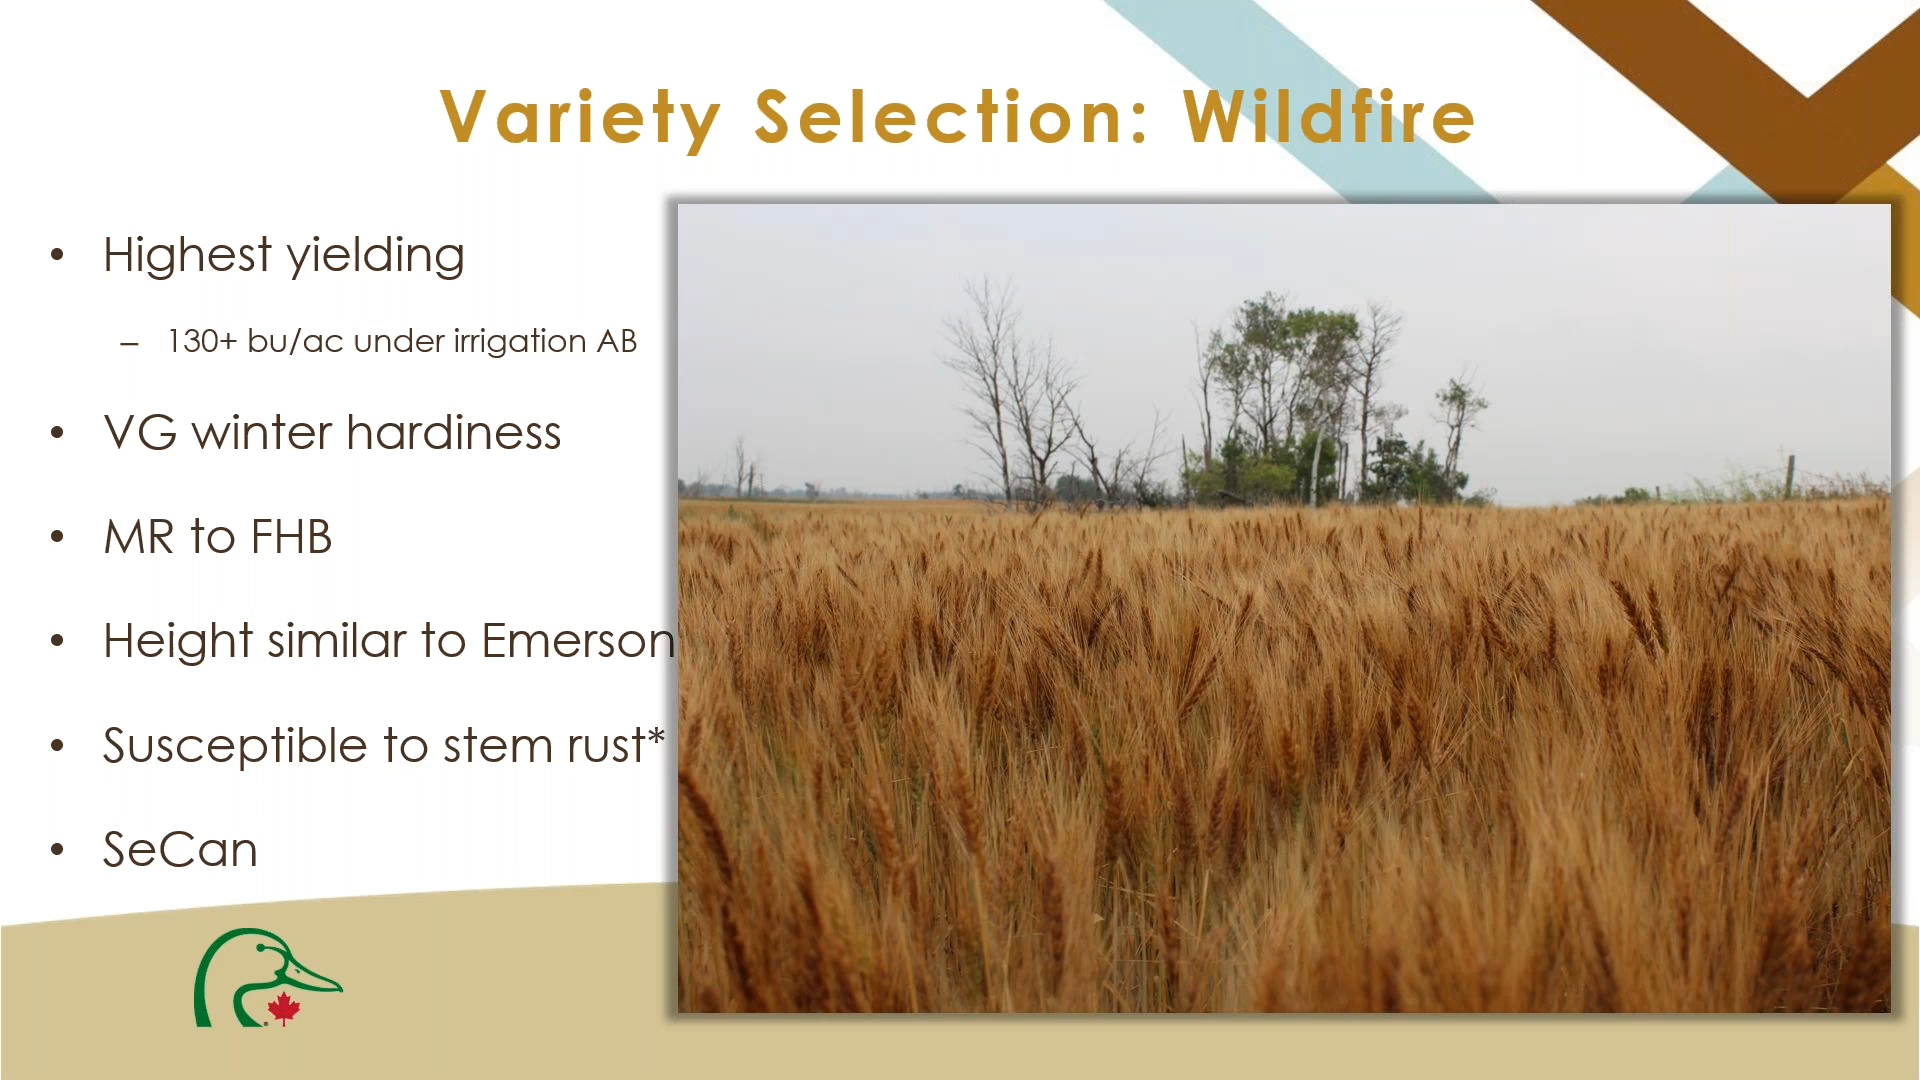 Variety Selection: Wildfire
• Highest yielding
– 130+ bu/ac under irrigation AB
• VG winter hardiness
• MR to FHB
• Height similar to Emerson
• Susceptible to stem rust*
• SeCan